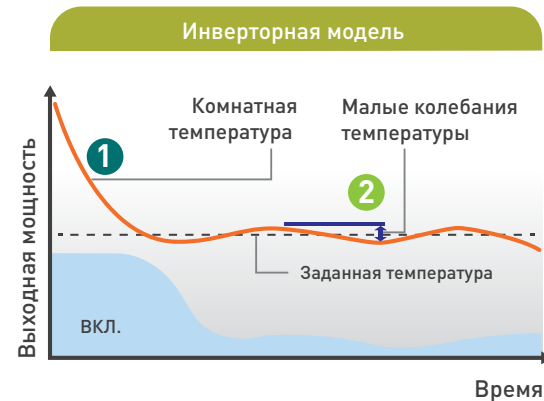 Инверторная модель
Выходная мощность
Комнатная
температура
Малые колебания
температуры
1
2
Заданная температура
ВКЛ.
Время